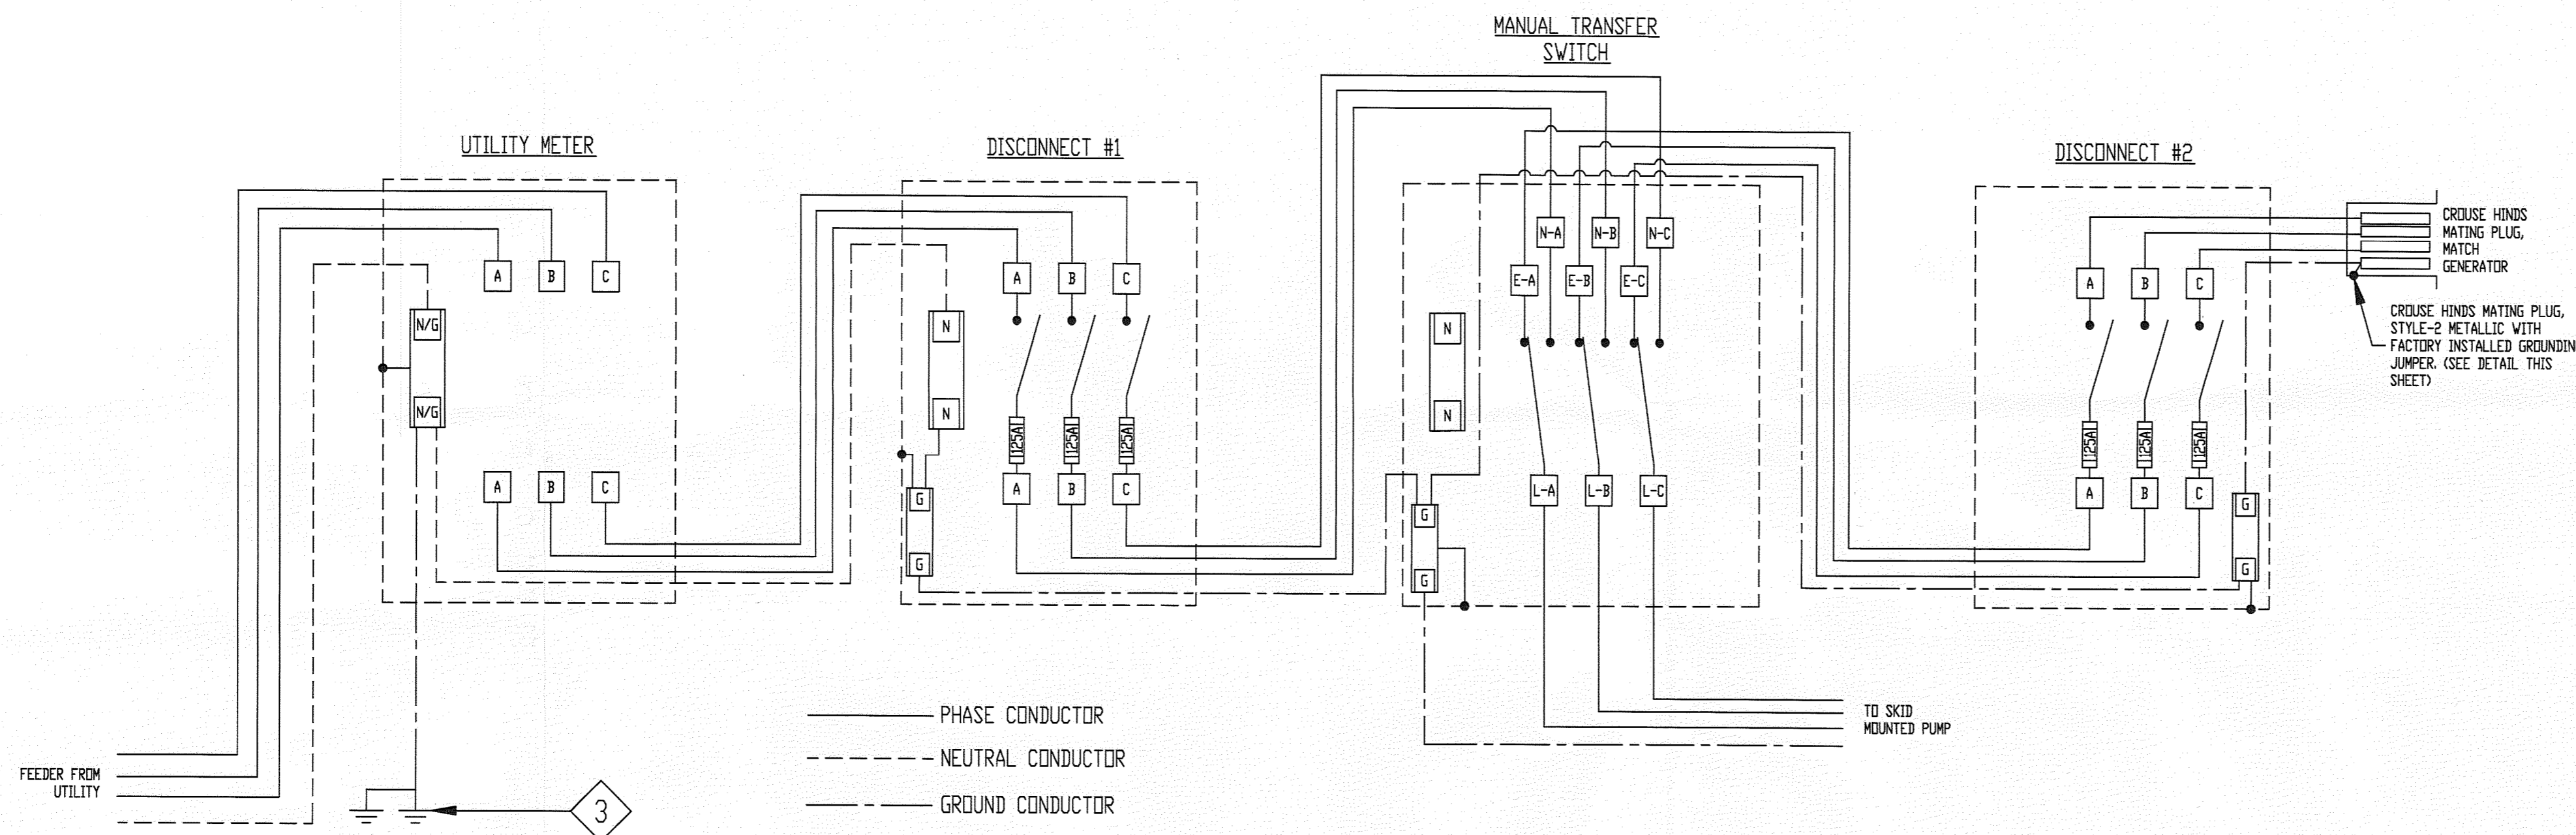 MANUAL TRANSFER
SWITCH
UTILITY METER
DISCONNECT #1
DISCONNECT #2
N-A N-B N-C
E-A E-B E-C
A B C
N/G
N/G
A B C
A B C
N
N
125A 125A 125A
A B C
G
G
N
N
L-A L-B L-C
G
G
A B C
125A 125A 125A
A B C
G
G
CROUSE HINDS
MATING PLUG,
MATCH
GENERATOR
CROUSE HINDS MATING PLUG,
STYLE-2 METALLIC WITH
FACTORY INSTALLED GROUNDIN
JUMPER. (SEE DETAIL THIS
SHEET)
TO SKID
MOUNTED PUMP
PHASE CONDUCTOR
NEUTRAL CONDUCTOR
GROUND CONDUCTOR
FEEDER FROM
UTILITY
3